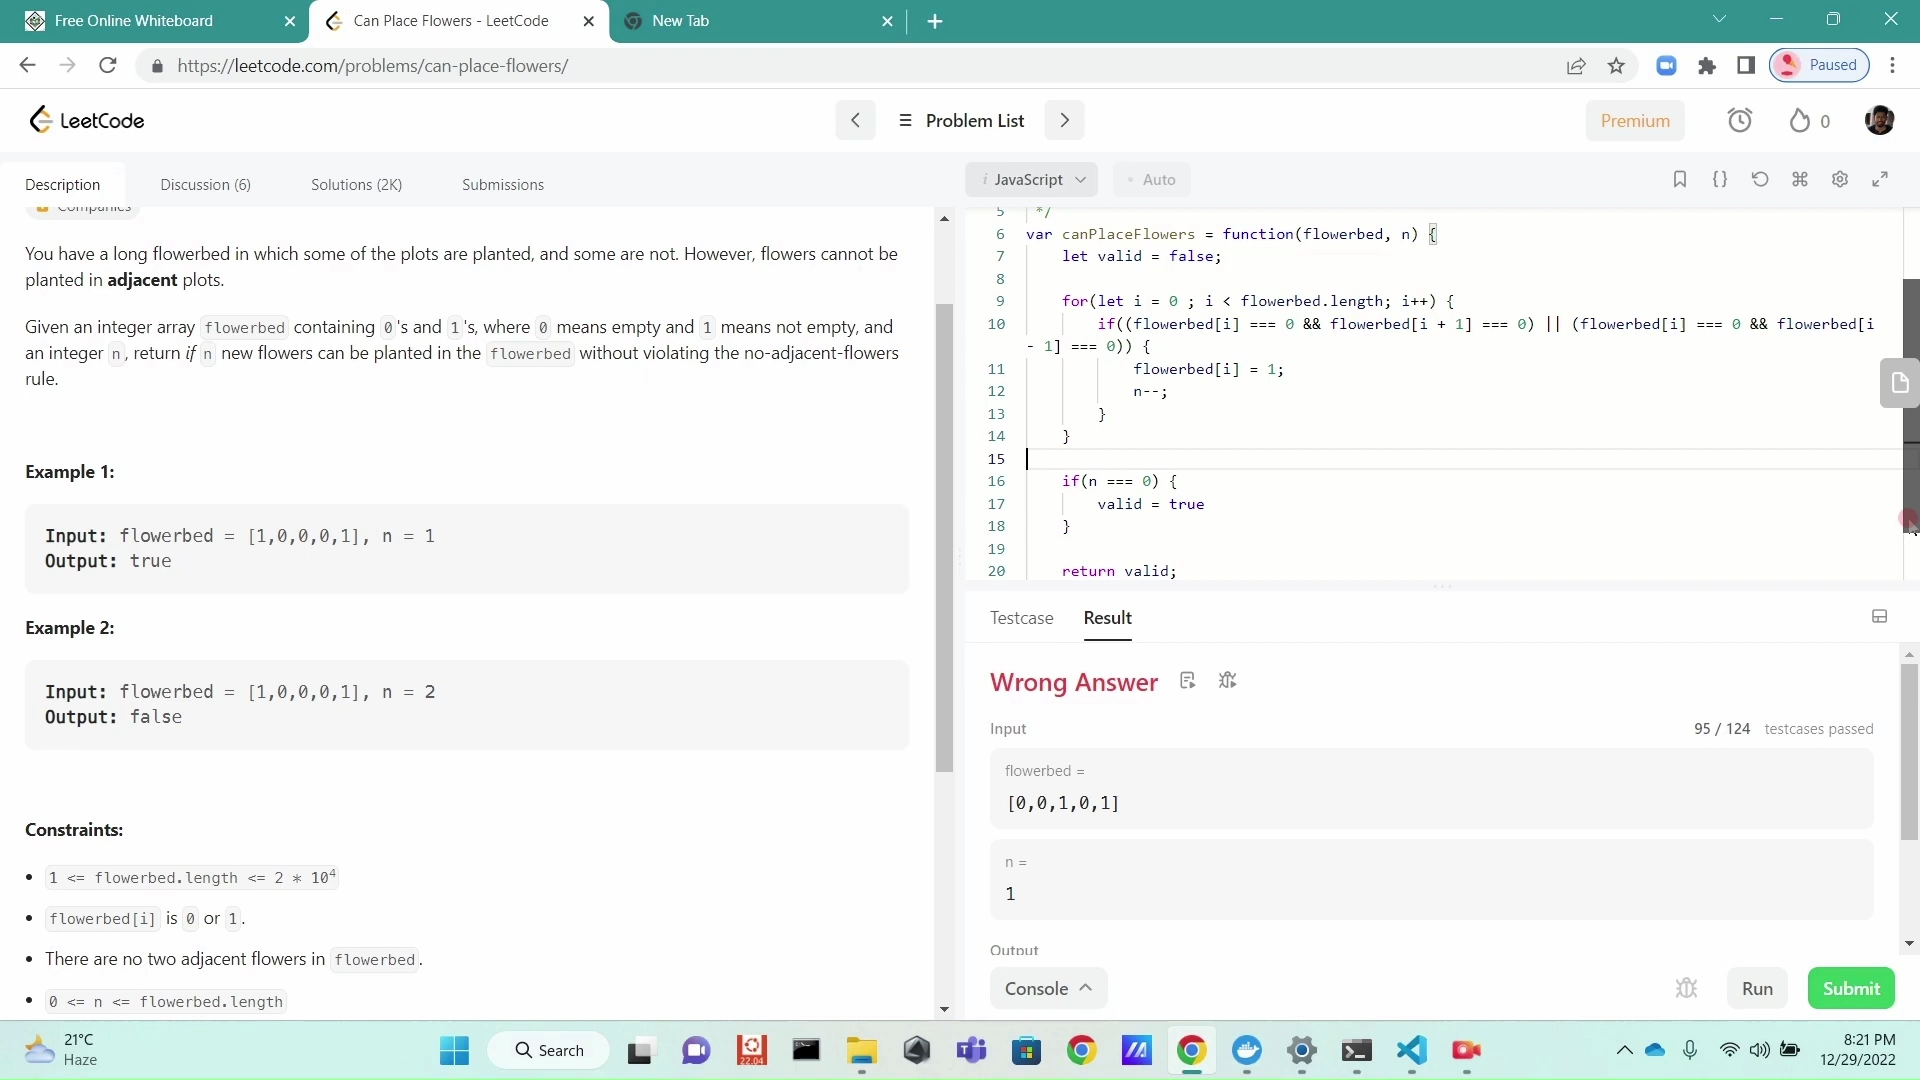 Free Online Whiteboard
Can Place Flowers - LeetCode
New Tab
https://leetcode.com/problems/can-place-flowers/
Paused
LeetCode
Problem List
Premium
0
Description
Discussion (6)
Solutions (2K)
Submissions
Companies
You have a long flowerbed in which some of the plots are planted, and some are not. However, flowers cannot be
planted in adjacent plots.
Given an integer array flowerbed containing 0's and 1's, where 0 means empty and 1 means not empty, and
an integer n, return if n new flowers can be planted in the flowerbed without violating the no-adjacent-flowers
rule.
Example 1:
Input: flowerbed = [1,0,0,0,1], n = 1
Output: true
Example 2:
Input: flowerbed = [1,0,0,0,1], n = 2
Output: false
Constraints:
• 1 <= flowerbed.length <= 2 * 10⁴
• flowerbed[i] is 0 or 1.
• There are no two adjacent flowers in flowerbed.
• 0 <= n <= flowerbed.length
i JavaScript
• Auto
{}
5 */
6 var canPlaceFlowers = function(flowerbed, n) {
7 let valid = false;
8
9 for(let i = 0 ; i < flowerbed.length; i++) {
10 if((flowerbed[i] === 0 && flowerbed[i + 1] === 0) || (flowerbed[i] === 0 && flowerbed[i
- 1] === 0)) {
11 flowerbed[i] = 1;
12 n--;
13 }
14 }
15
16 if(n === 0) {
17 valid = true
18 }
19
20 return valid;
Testcase
Result
Wrong Answer
Input
95 / 124 testcases passed
flowerbed =
[0,0,1,0,1]
n =
1
Output
Console
Run
Submit
21°C
Haze
Search
22.04
8:21 PM
12/29/2022